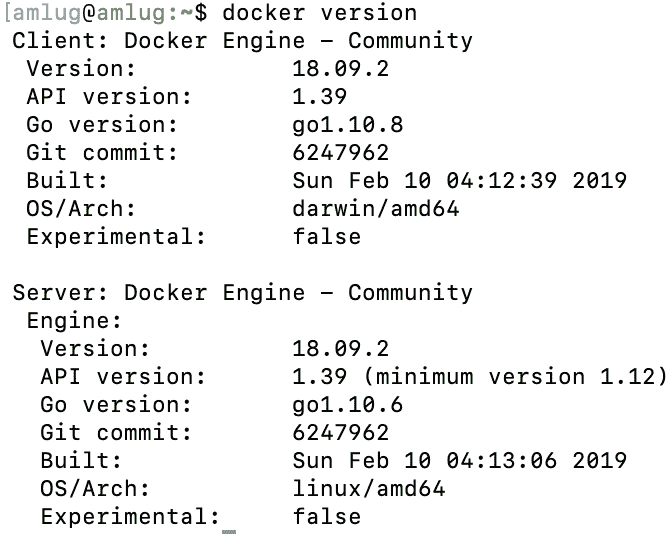 [amlug@amlug:~$ docker version
Client: Docker Engine - Community
Version: 18.09.2
API version: 1.39
Go version: go1.10.8
Git commit: 6247962
Built: Sun Feb 10 04:12:39 2019
OS/Arch: darwin/amd64
Experimental: false
Server: Docker Engine - Community
Engine:
Version: 18.09.2
API version: 1.39 (minimum version 1.12)
Go version: go1.10.6
Git commit: 6247962
Built: Sun Feb 10 04:13:06 2019
OS/Arch: linux/amd64
Experimental: false